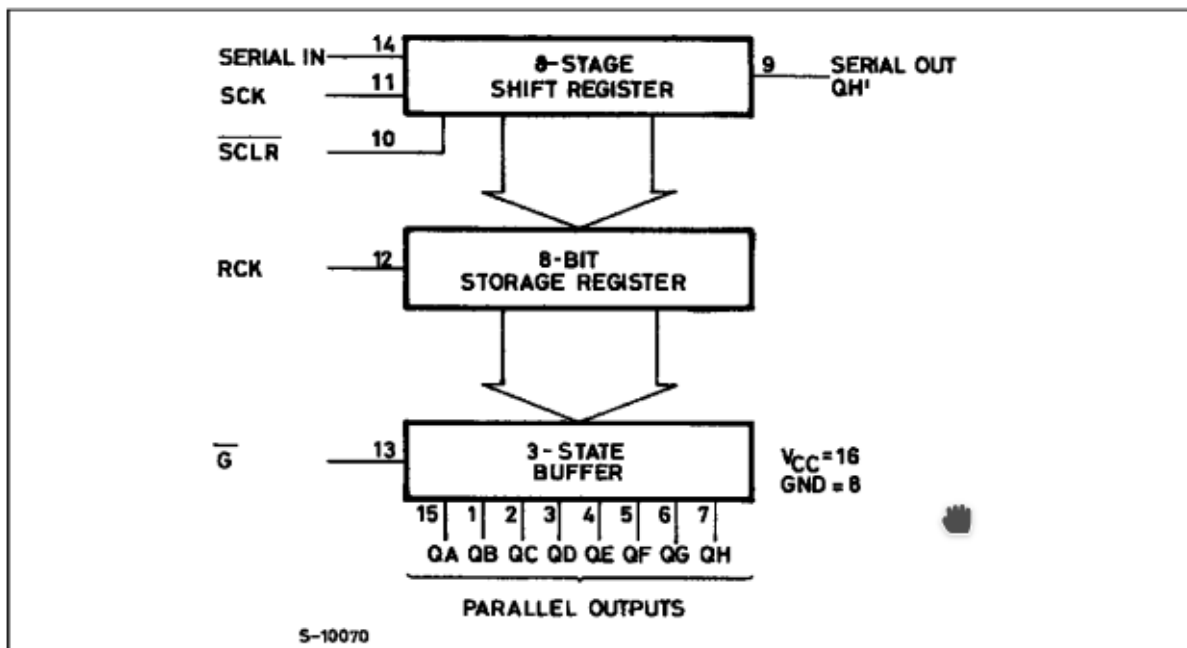 SERIAL IN 14
8-STAGE
SHIFT REGISTER
9 SERIAL OUT
QH'
SCK 11
SCLR 10
RCK 12
8-BIT
STORAGE REGISTER
G 13
3-STATE
BUFFER
VCC=16
GND=8
15 1 2 3 4 5 6 7
QA QB QC QD QE QF QG QH
PARALLEL OUTPUTS
S-10070